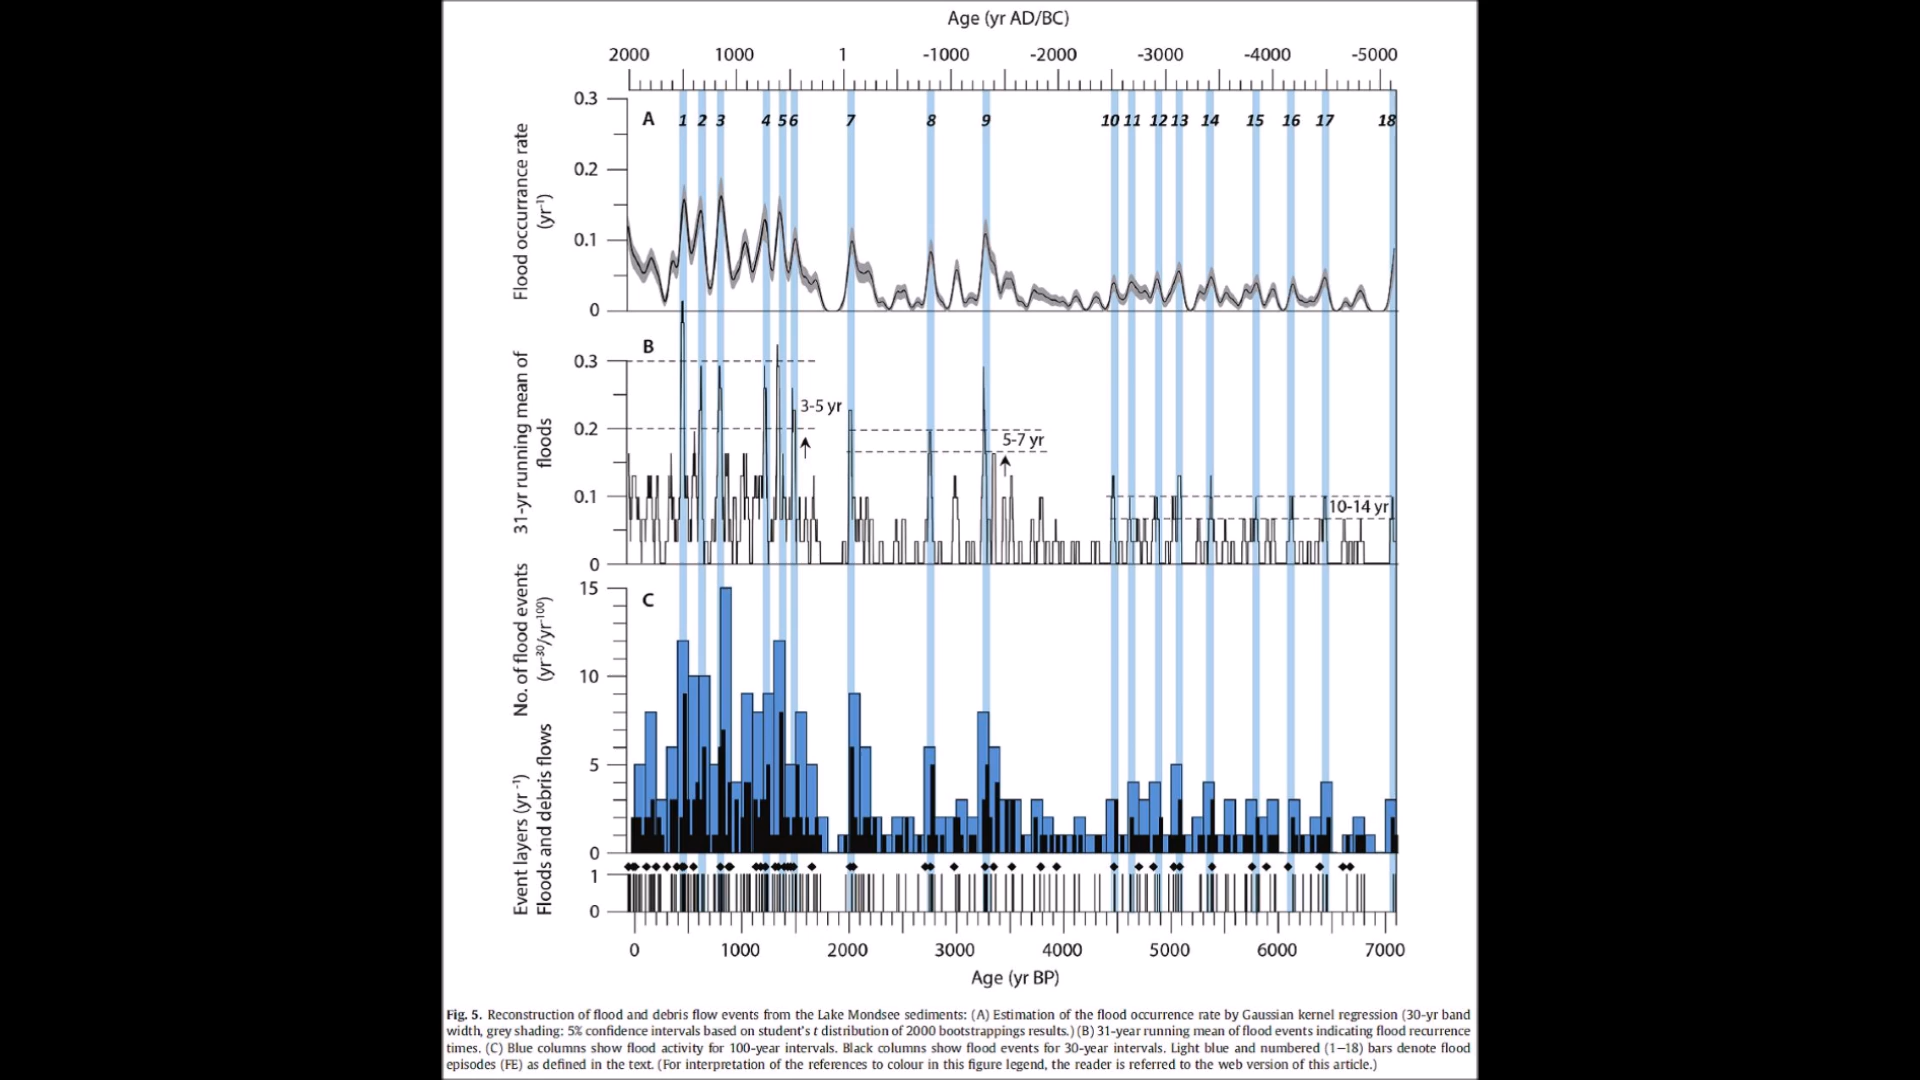 Age (yr AD/BC)
2000 1000 1 -1000 -2000 -3000 -4000 -5000
0.3
0.2
0.1
0
Flood occurrance rate
(yr-1)
A 1 2 3 4 5 6 7 8 9 10 11 12 13 14 15 16 17 18
B
0.3
0.2
0.1
0
31-yr running mean of
floods
3-5 yr
5-7 yr
10-14 yr
C
15
10
5
0
No. of flood events
(yr-30/yr-100)
1
0
Event layers (yr-1)
Floods and debris flows
0 1000 2000 3000 4000 5000 6000 7000
Age (yr BP)
Fig. 5. Reconstruction of flood and debris flow events from the Lake Mondsee sediments: (A) Estimation of the flood occurrence rate by Gaussian kernel regression (30-yr band
width, grey shading: 5% confidence intervals based on student's t distribution of 2000 bootstrappings results.) (B) 31-year running mean of flood events indicating flood recurrence
times. (C) Blue columns show flood activity for 100-year intervals. Black columns show flood events for 30-year intervals. Light blue and numbered (1–18) bars denote flood
episodes (FE) as defined in the text. (For interpretation of the references to colour in this figure legend, the reader is referred to the web version of this article.)